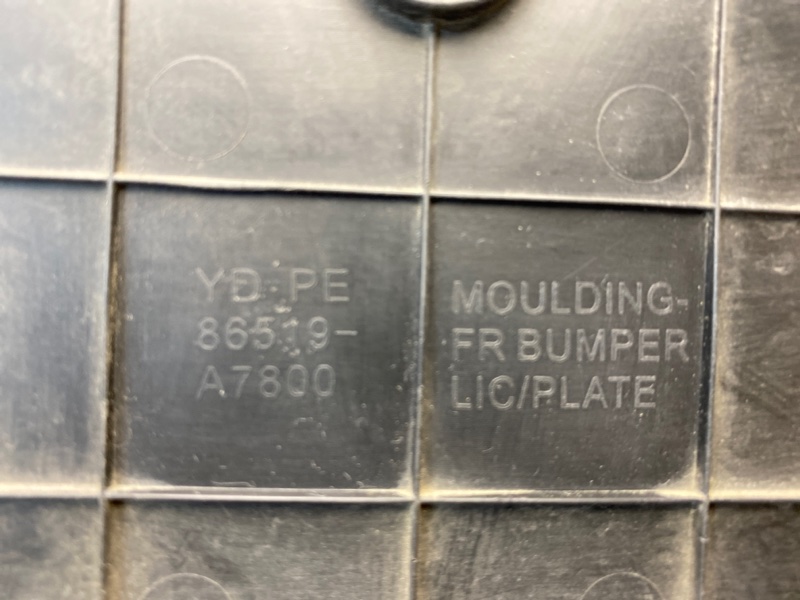 YD PE
86519-
A7800
MOULDING-
FR BUMPER
LIC/PLATE